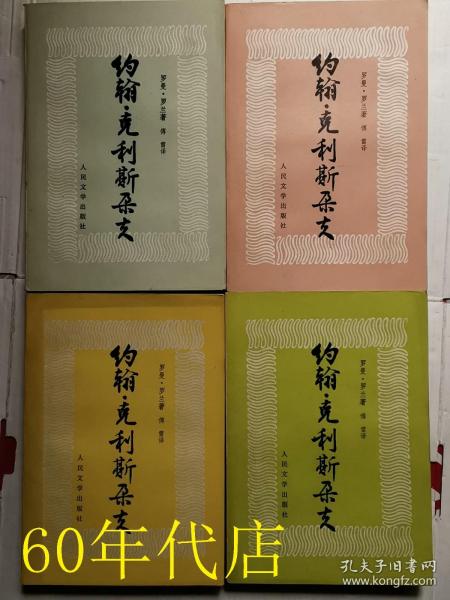 约翰·克利斯朵夫
罗曼·罗兰著 傅雷译
人民文学出版社
约翰·克利斯朵夫
罗曼·罗兰著 傅雷译
人民文学出版社
约翰·克利斯朵夫
罗曼·罗兰著 傅雷译
人民文学出版社
约翰·克利斯朵夫
罗曼·罗兰著 傅雷译
人民文学出版社
60年代店
孔夫子旧书网
www.kongfz.com